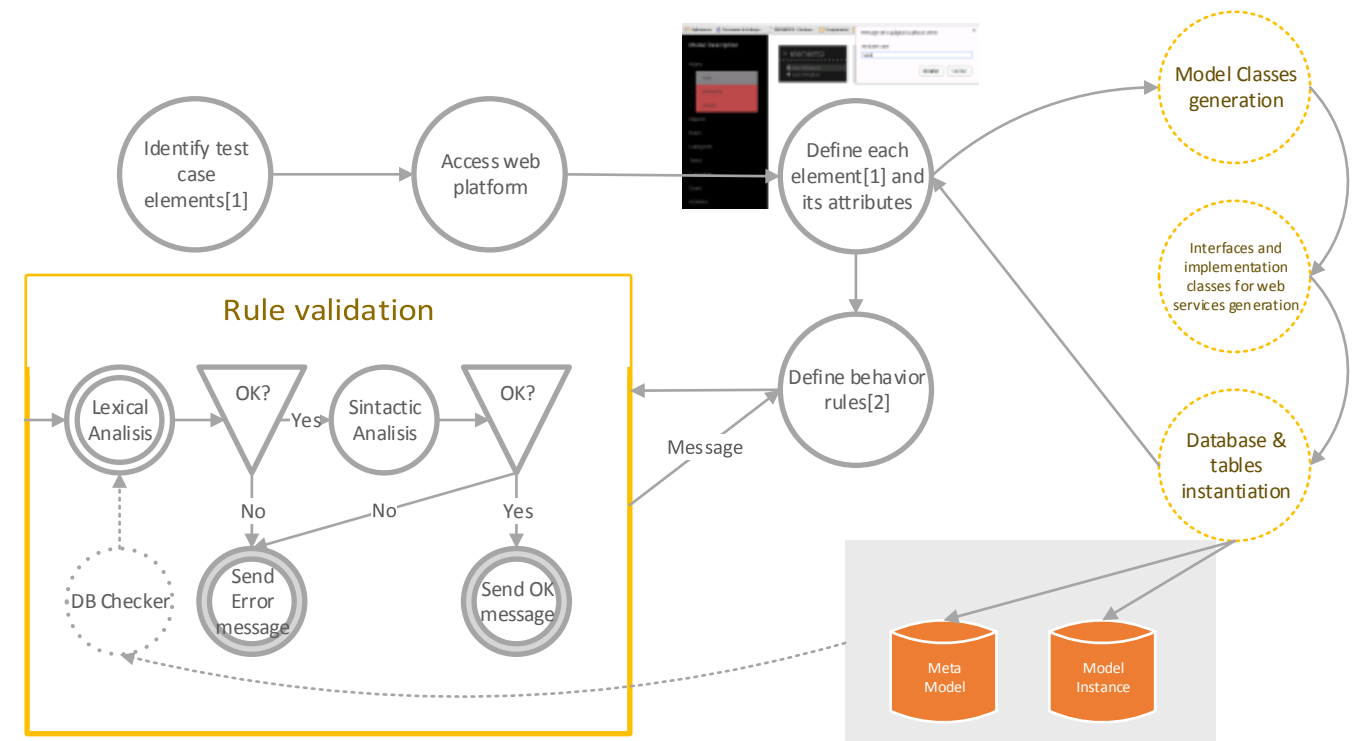 Model Classes
generation
Identify test
case
elements[1]
Access web
platform
Define each
element[1] and
its attributes
Interfaces and
implementation
classes for web
services generation
Rule validation
Lexical
Analisis
OK?
Yes
Sintactic
Analisis
OK?
Define behavior
rules[2]
Message
Database &
tables
instantiation
No
No
Yes
DB Checker
Send
Error
message
Send OK
message
Meta
Model
Model
Instance